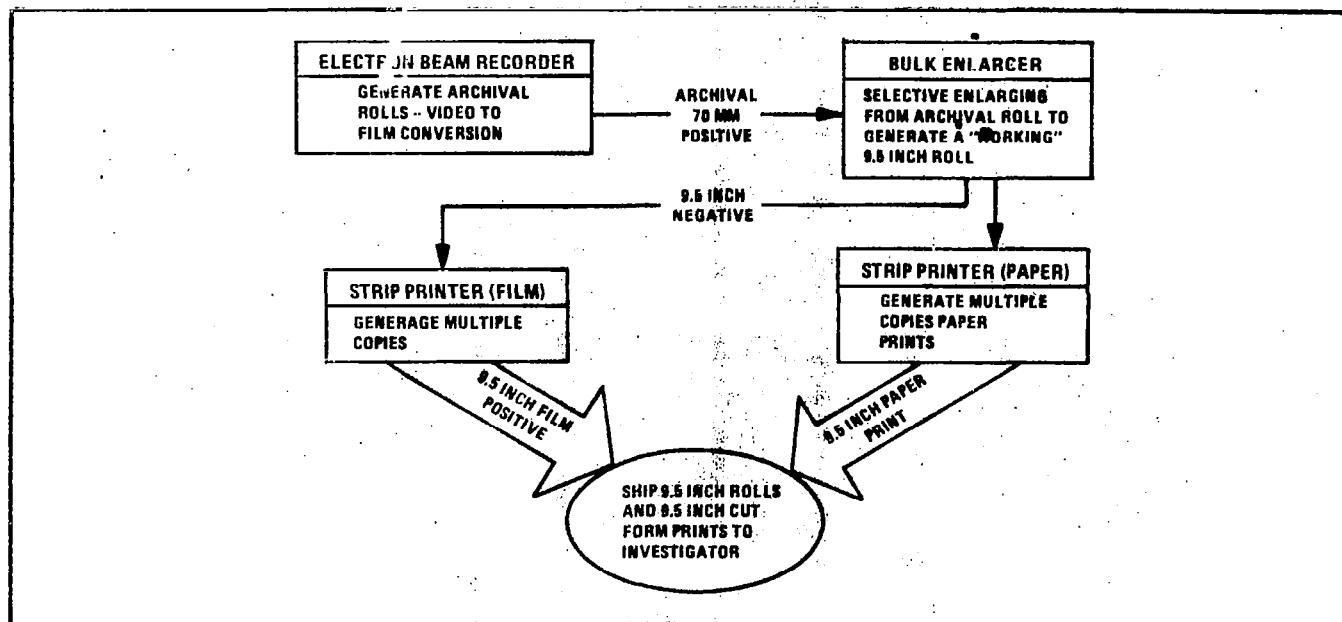 ELECTRON BEAM RECORDER
GENERATE ARCHIVAL
ROLLS -- VIDEO TO
FILM CONVERSION
ARCHIVAL
70 MM
POSITIVE
BULK ENLARGER
SELECTIVE ENLARGING
FROM ARCHIVAL ROLL TO
GENERATE A "WORKING"
9.5 INCH ROLL
9.5 INCH
NEGATIVE
STRIP PRINTER (FILM)
GENERAGE MULTIPLE
COPIES
STRIP PRINTER (PAPER)
GENERATE MULTIPLE
COPIES PAPER
PRINTS
9.5 INCH FILM
POSITIVE
9.5 INCH PAPER
PRINT
SHIP 9.5 INCH ROLLS
AND 9.5 INCH CUT
FORM PRINTS TO
INVESTIGATOR